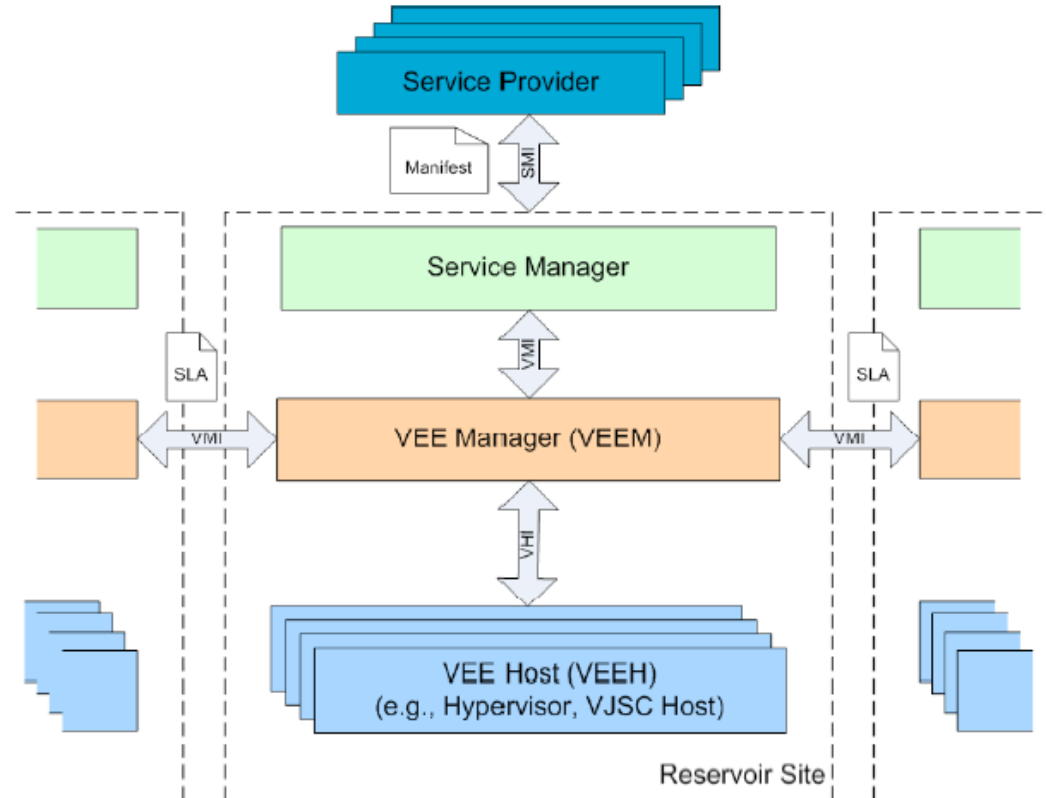 Service Provider
Manifest
SMI
Service Manager
VMI
SLA
SLA
VMI
VEE Manager (VEEM)
VMI
VHI
VEE Host (VEEH)
(e.g., Hypervisor, VJSC Host)
Reservoir Site